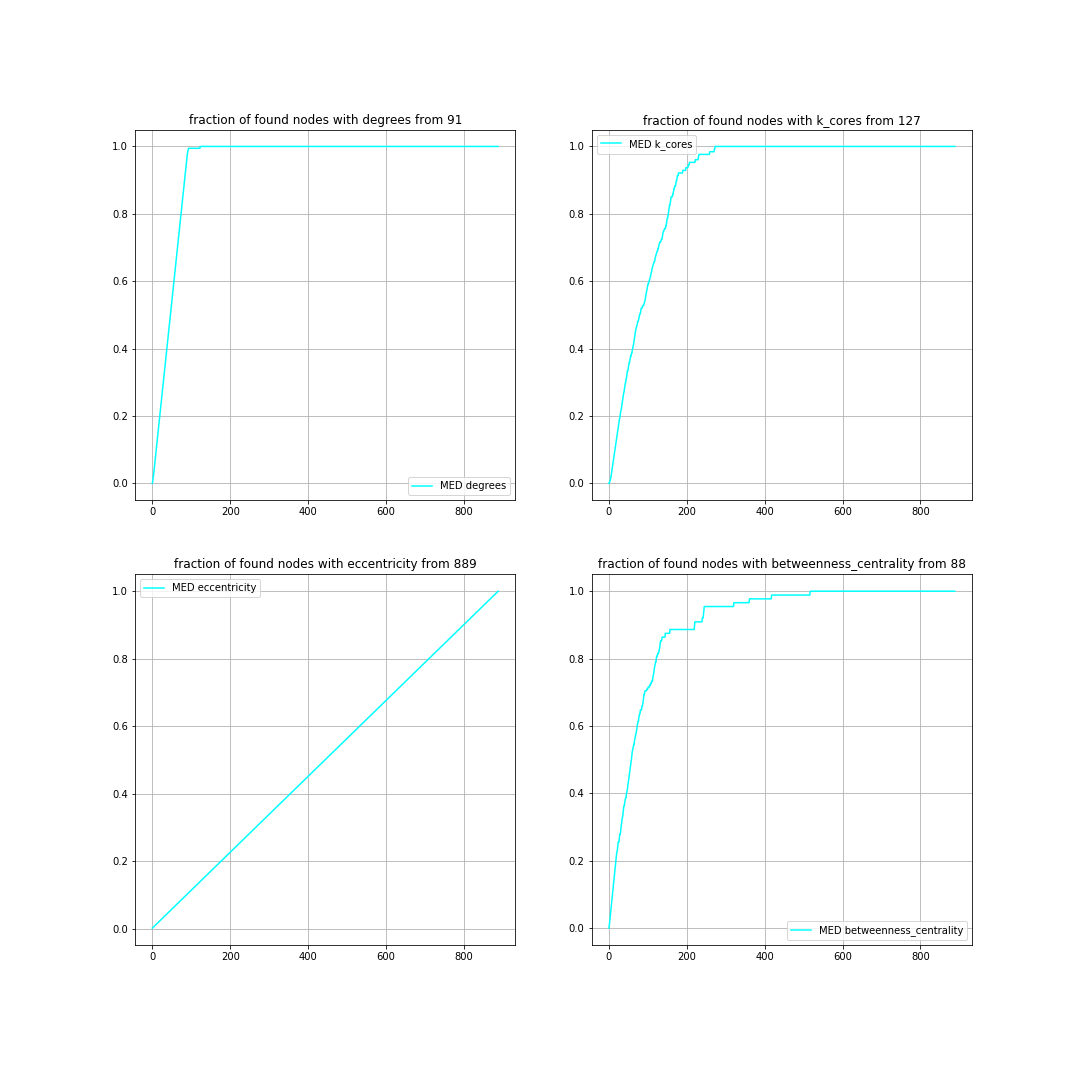 fraction of found nodes with degrees from 91
1.0
0.8
0.6
0.4
0.2
0.0
MED degrees
0 200 400 600 800
fraction of found nodes with k_cores from 127
MED k_cores
1.0
0.8
0.6
0.4
0.2
0.0
0 200 400 600 800
fraction of found nodes with eccentricity from 889
MED eccentricity
1.0
0.8
0.6
0.4
0.2
0.0
0 200 400 600 800
fraction of found nodes with betweenness_centrality from 88
1.0
0.8
0.6
0.4
0.2
0.0
MED betweenness_centrality
0 200 400 600 800